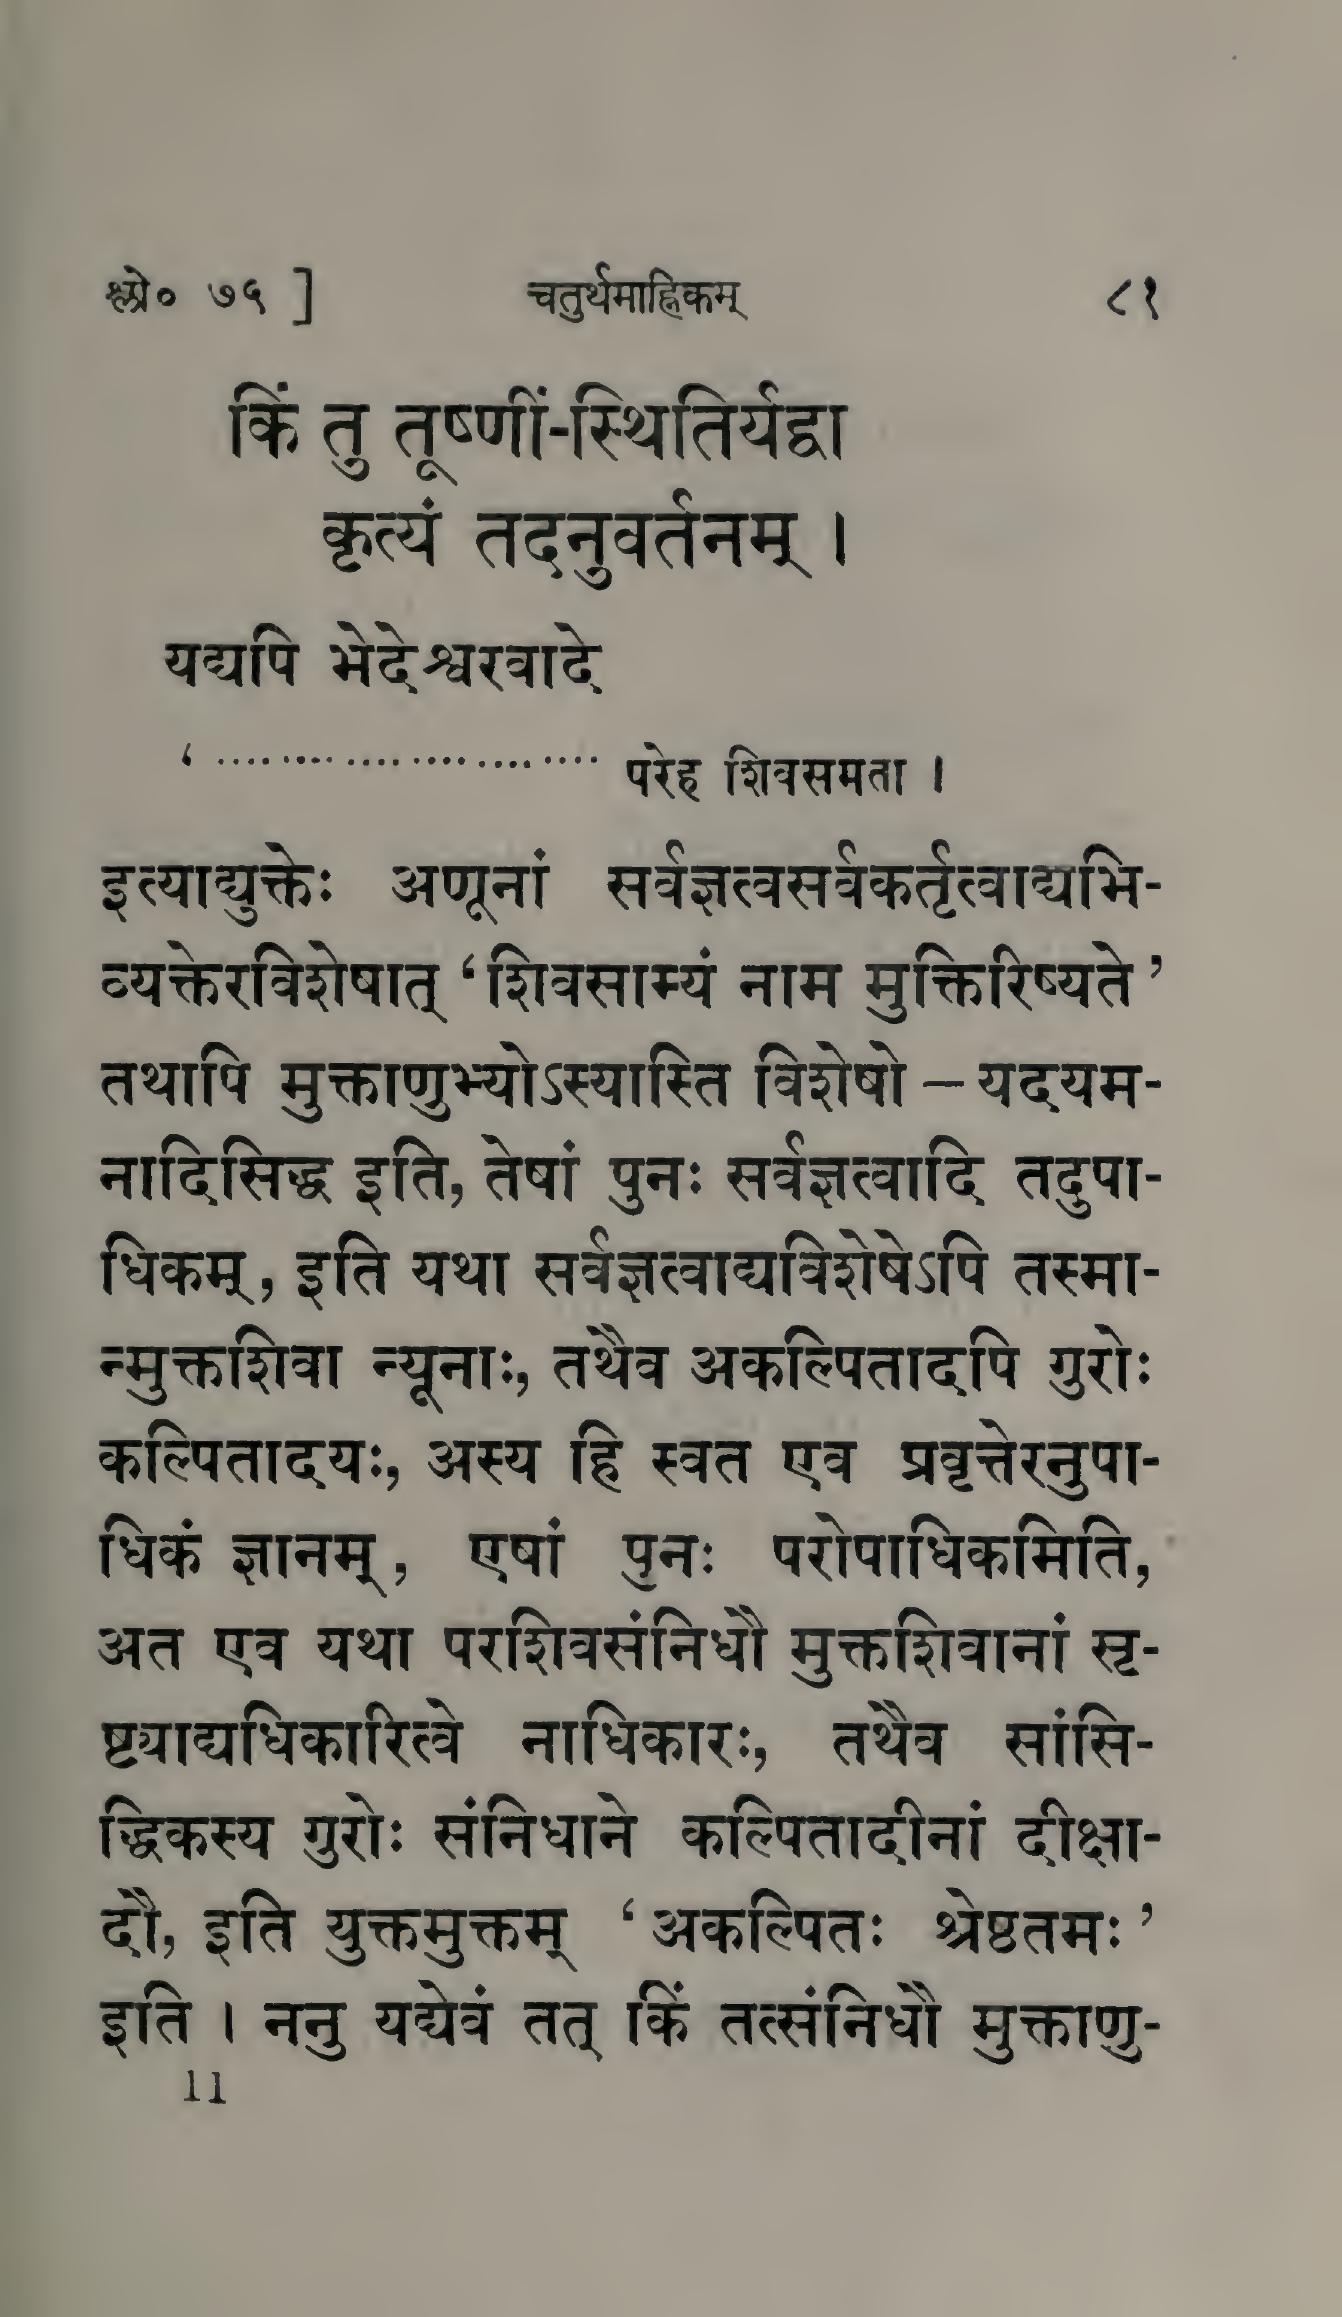 श्लो० ७५ ] चतुर्थमाह्निकम् ८१
किं तु तूष्णीं-स्थितिर्यद्वा
कृत्यं तदनुवर्तनम् ।
यद्यपि भेदेश्वरवादे
‘ ........................... परेह शिवसमता ।
इत्याद्युक्तेः अणूनां सर्वज्ञत्वसर्वकर्तृत्वाद्यभि-
व्यक्तेरविशेषात् ‘शिवसाम्यं नाम मुक्तिरिष्यते’
तथापि मुक्ताणुभ्योऽस्यास्ति विशेषो – यदयम-
नादिसिद्ध इति, तेषां पुनः सर्वज्ञत्वादि तदुपा-
धिकम्, इति यथा सर्वज्ञत्वाद्यविशेषेऽपि तस्मा-
न्मुक्तशिवा न्यूनाः, तथैव अकल्पितादपि गुरोः
कल्पितादयः, अस्य हि स्वत एव प्रवृत्तेरनुपा-
धिकं ज्ञानम्, एषां पुनः परोपाधिकमिति,
अत एव यथा परशिवसंनिधौ मुक्तशिवानां सृ-
ष्ट्याद्यधिकारित्वे नाधिकारः, तथैव सांसि-
द्धिकस्य गुरोः संनिधाने कल्पितादीनां दीक्षा-
दौ, इति युक्तमुक्तम् ‘अकल्पितः श्रेष्ठतमः’
इति । ननु यद्येवं तत् किं तत्संनिधौ मुक्ताणु-
11